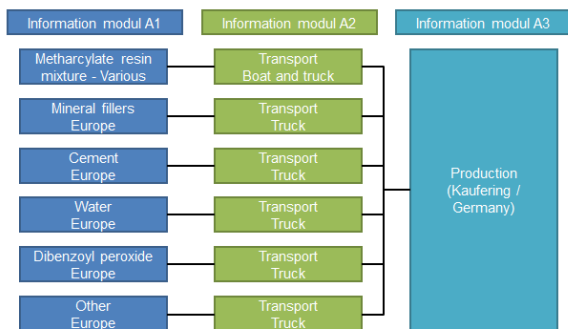 Information modul A1
Information modul A2
Information modul A3
Metharcylate resin
mixture - Various
Transport
Boat and truck
Mineral fillers
Europe
Transport
Truck
Cement
Europe
Transport
Truck
Water
Europe
Transport
Truck
Dibenzoyl peroxide
Europe
Transport
Truck
Other
Europe
Transport
Truck
Production
(Kaufering /
Germany)